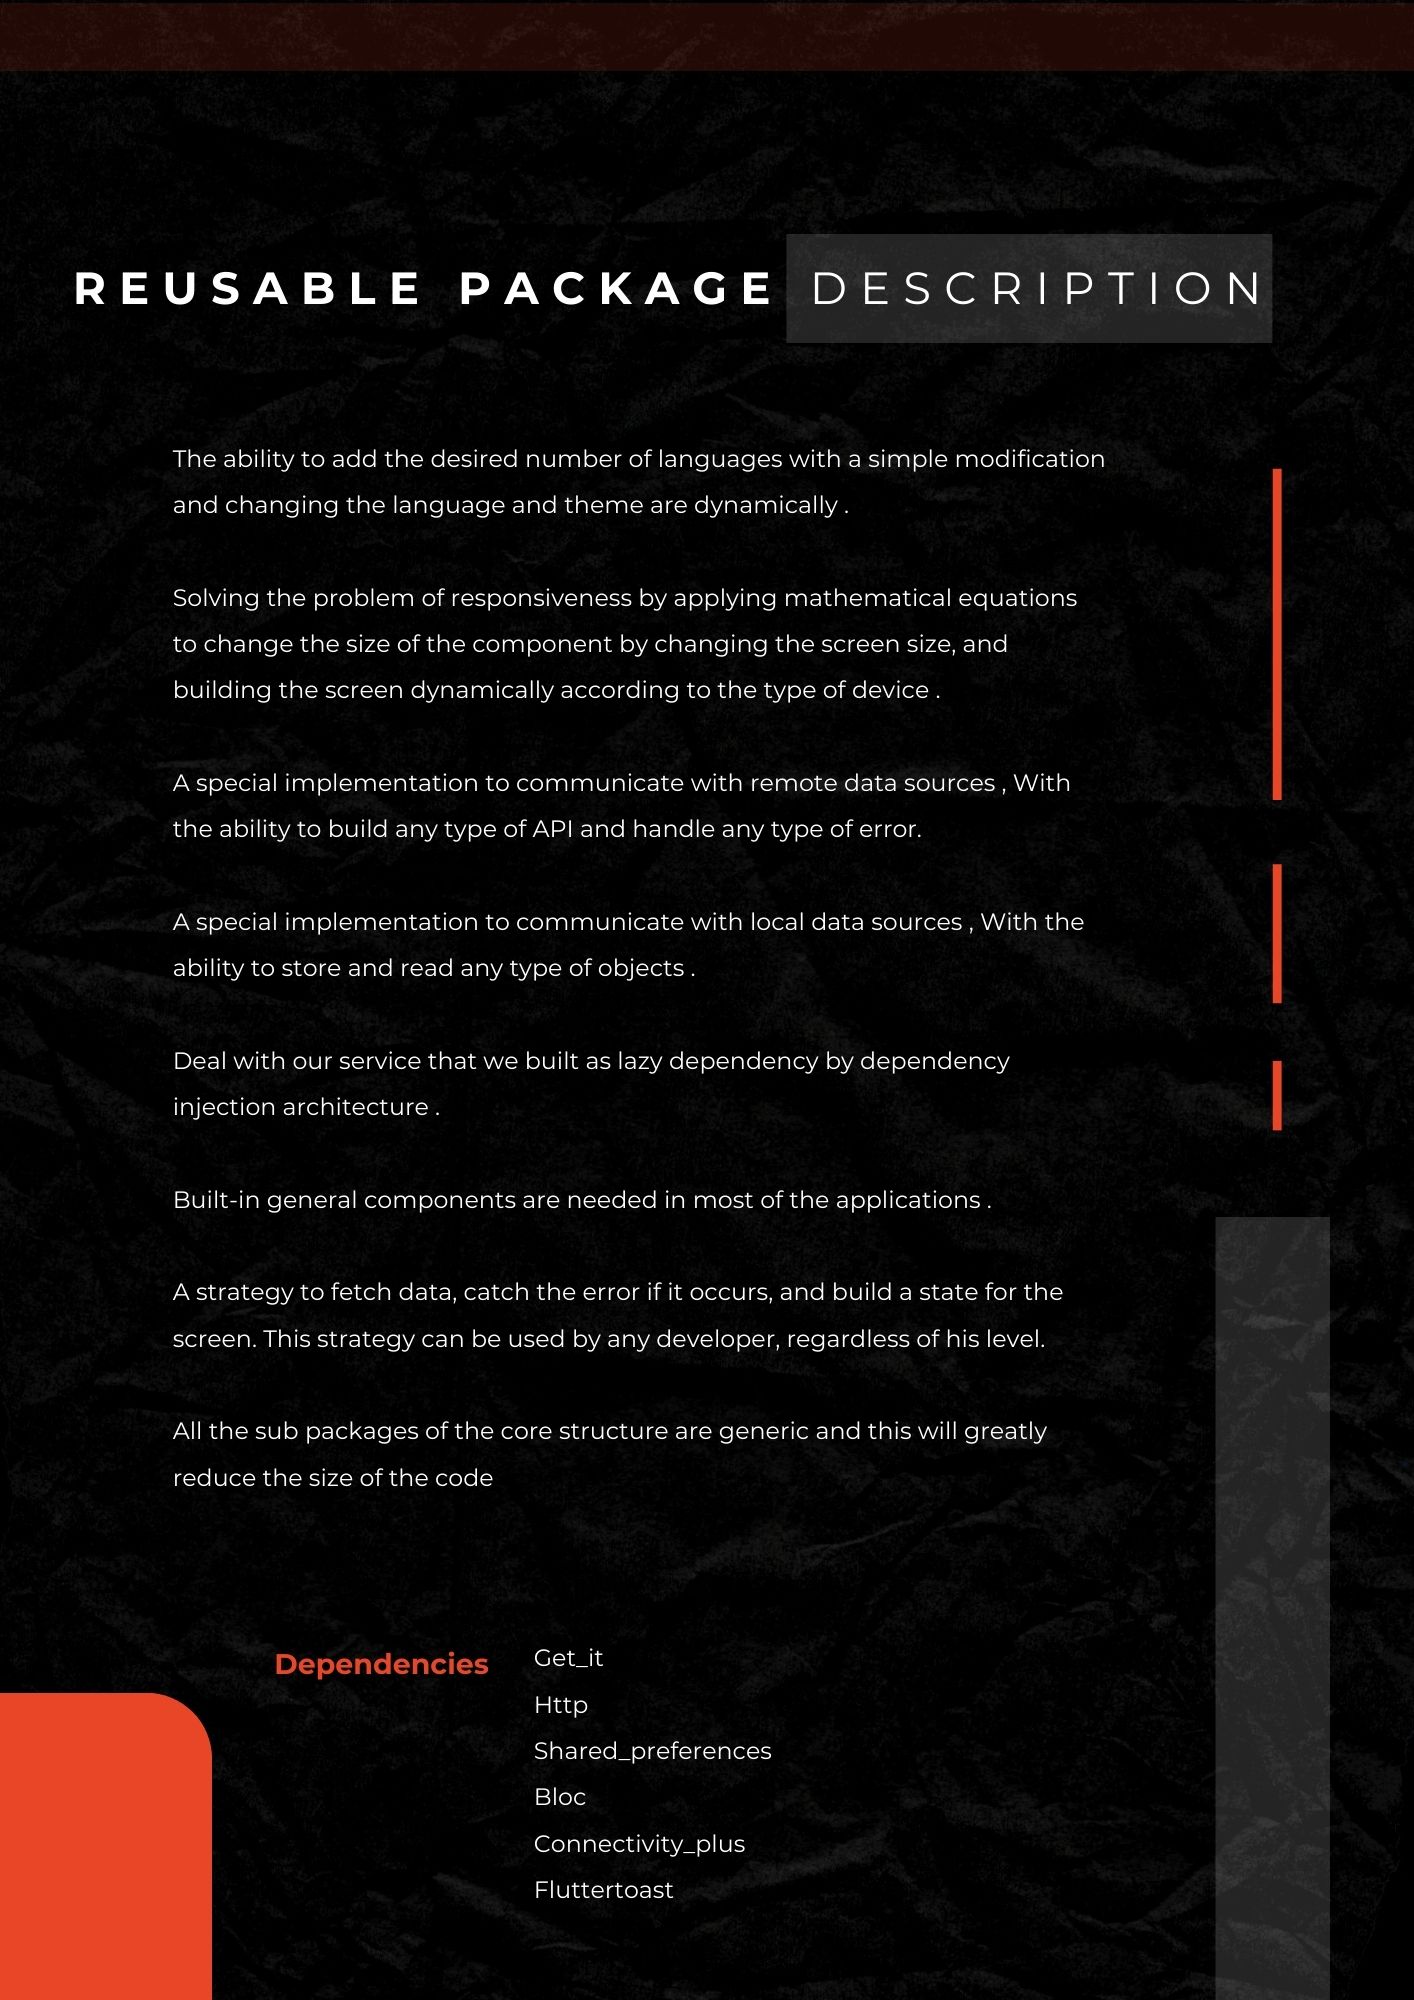 REUSABLE PACKAGE DESCRIPTION
The ability to add the desired number of languages with a simple modification
and changing the language and theme are dynamically .
Solving the problem of responsiveness by applying mathematical equations
to change the size of the component by changing the screen size, and
building the screen dynamically according to the type of device .
A special implementation to communicate with remote data sources , With
the ability to build any type of API and handle any type of error.
A special implementation to communicate with local data sources , With the
ability to store and read any type of objects .
Deal with our service that we built as lazy dependency by dependency
injection architecture .
Built-in general components are needed in most of the applications .
A strategy to fetch data, catch the error if it occurs, and build a state for the
screen. This strategy can be used by any developer, regardless of his level.
All the sub packages of the core structure are generic and this will greatly
reduce the size of the code
Dependencies
Get_it
Http
Shared_preferences
Bloc
Connectivity_plus
Fluttertoast